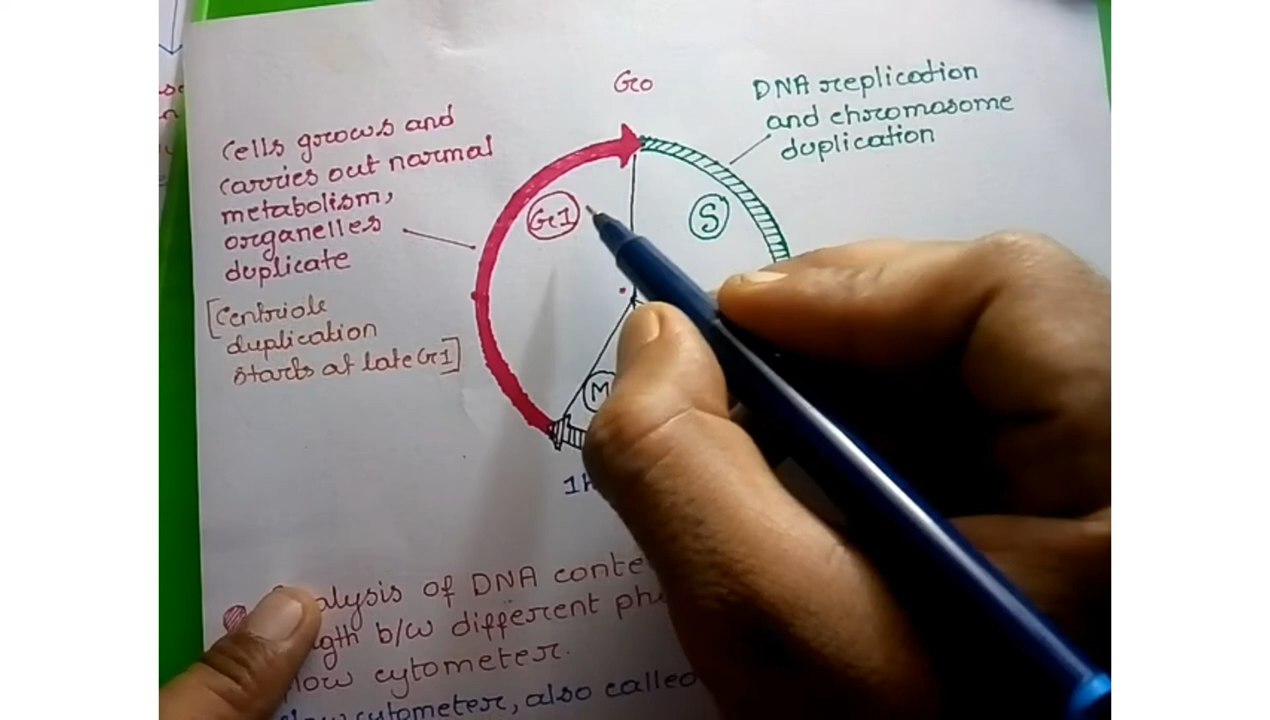 G0
DNA replication
and chromosome
duplication
Cells grows and
carries out normal
metabolism,
organelles
duplicate
[Centriole
duplication
starts at late G1]
G1
S
M
1H
of DNA conte
b/w different ph
cytometer.
cytometer, also called